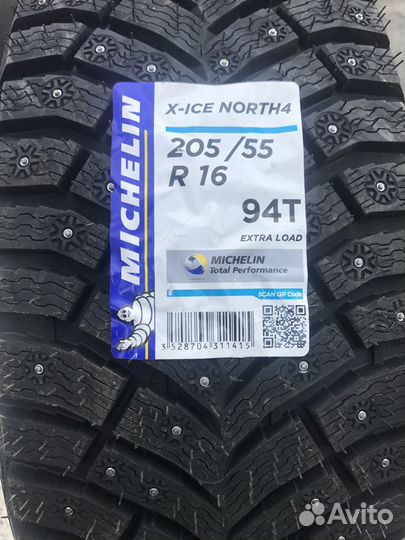 MICHELIN
X-ICE NORTH4
205/55
R 16
94T
EXTRA LOAD
MICHELIN
Total Performance
SCAN QR Code
3 528704 311415
Avito